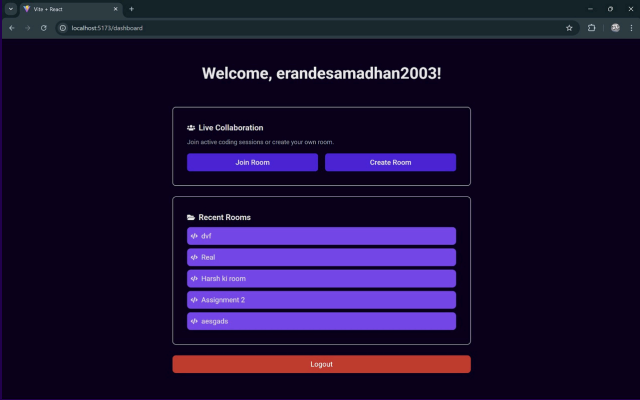 Vite + React
localhost:5173/dashboard
Welcome, erandesamadhan2003!
Live Collaboration
Join active coding sessions or create your own room.
Join Room
Create Room
Recent Rooms
dvf
Real
Harsh ki room
Assignment 2
aesgads
Logout